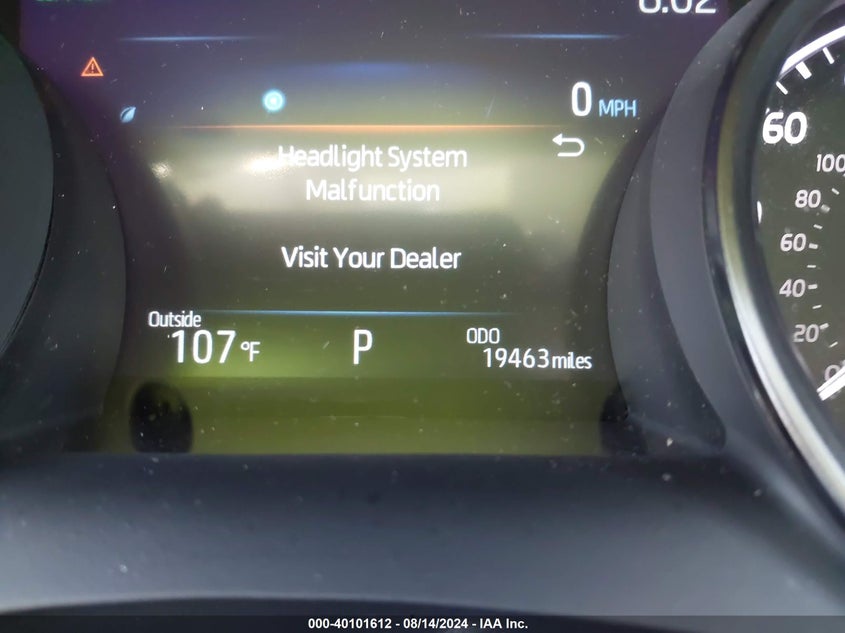 0 MPH
Headlight System
Malfunction
Visit Your Dealer
Outside
107 °F
P
ODO
19463 miles
60
100
80
60
40
20
000-40101612 - 08/14/2024 - IAA Inc.